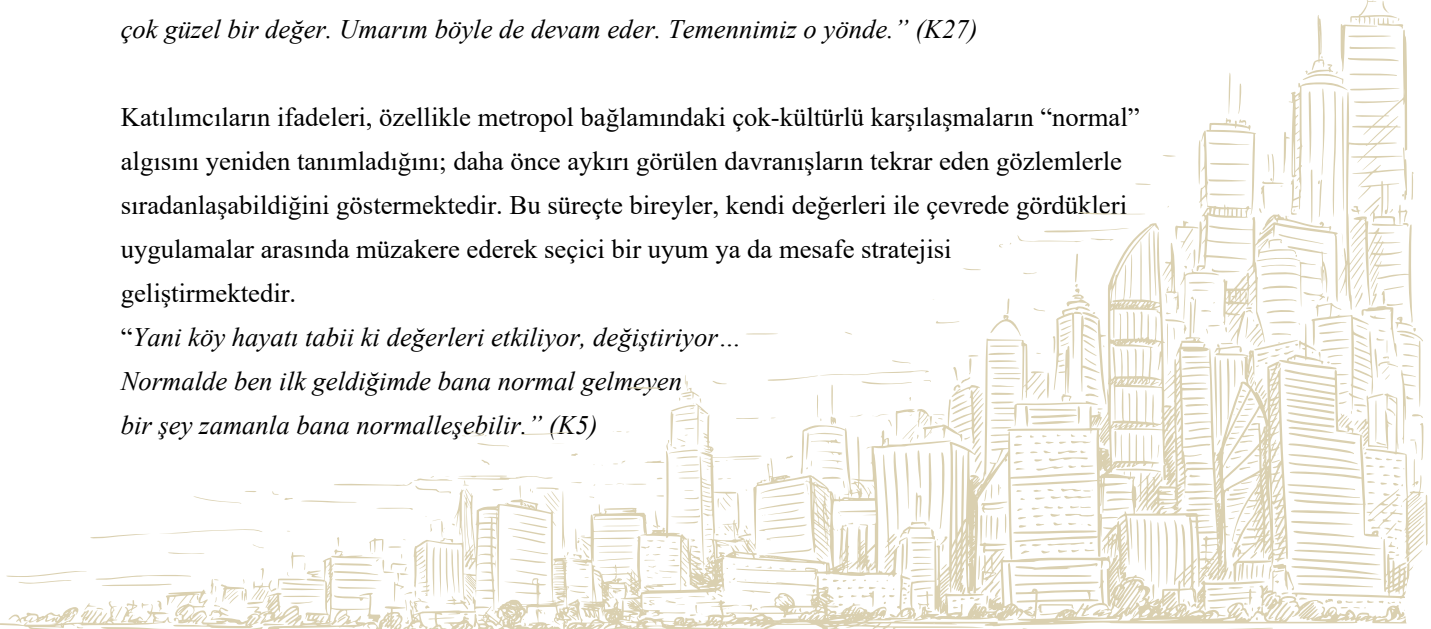 çok güzel bir değer. Umarım böyle de devam eder. Temennimiz o yönde.” (K27)
Katılımcıların ifadeleri, özellikle metropol bağlamındaki çok-kültürlü karşılaşmaların “normal”
algısını yeniden tanımladığını; daha önce aykırı görülen davranışların tekrar eden gözlemlerle
sıradanlaşabildiğini göstermektedir. Bu süreçte bireyler, kendi değerleri ile çevrede gördükleri
uygulamalar arasında müzakere ederek seçici bir uyum ya da mesafe stratejisi
geliştirmektedir.
“Yani köy hayatı tabii ki değerleri etkiliyor, değiştiriyor…
Normalde ben ilk geldiğimde bana normal gelmeyen
bir şey zamanla bana normalleşebilir.” (K5)